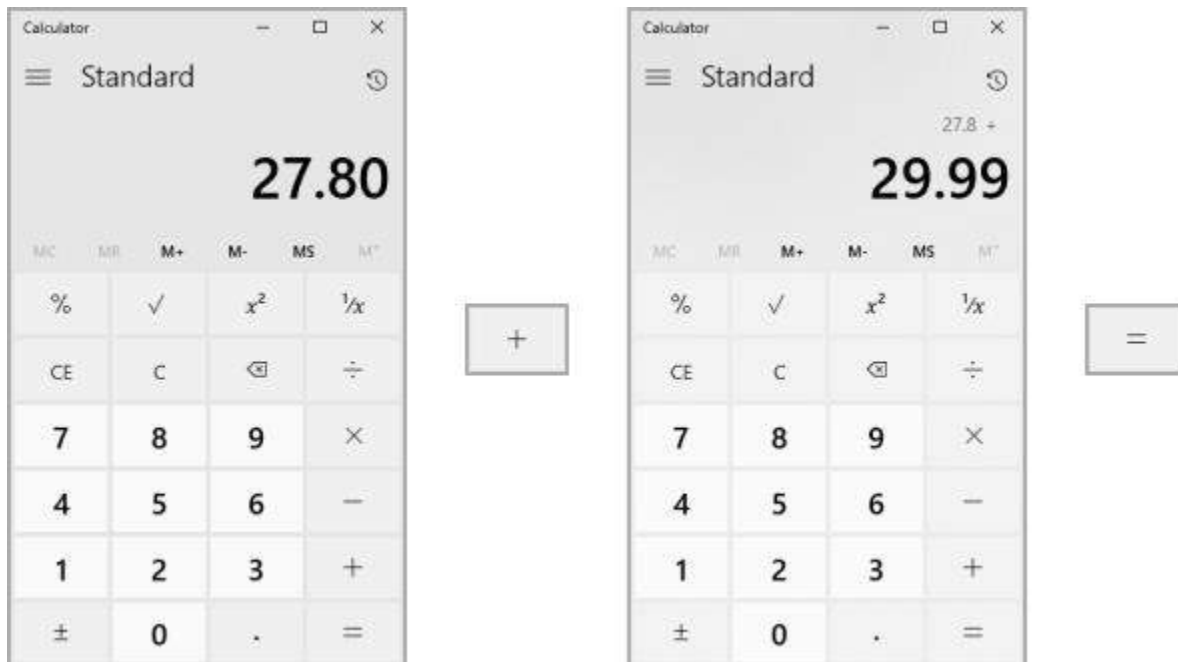 Calculator
Standard
27.80
MC MR M+ M- MS M˅
% √ x² ¹/x
CE C ÷
7 8 9 ×
4 5 6 −
1 2 3 +
± 0 . =
+
Calculator
Standard
27.8 +
29.99
MC MR M+ M- MS M˅
% √ x² ¹/x
CE C ÷
7 8 9 ×
4 5 6 −
1 2 3 +
± 0 . =
=